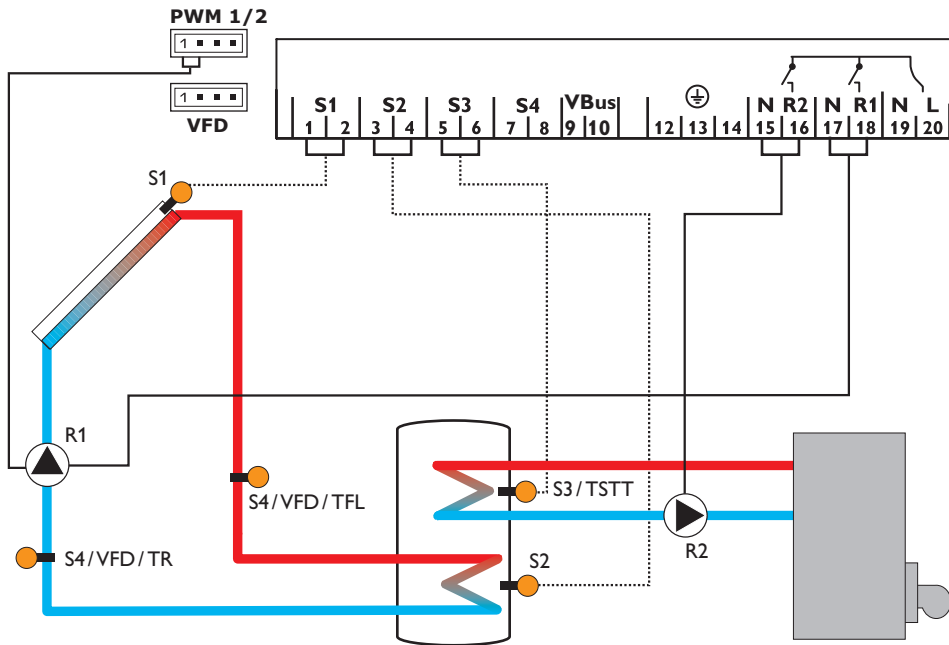 PWM 1/2
1
1
VFD
S1 S2 S3 S4 VBus N R2 N R1 N L
1 2 3 4 5 6 7 8 9 10 12 13 14 15 16 17 18 19 20
S1
R1
S4/VFD/TFL
S3/TSTT
R2
S4/VFD/TR
S2